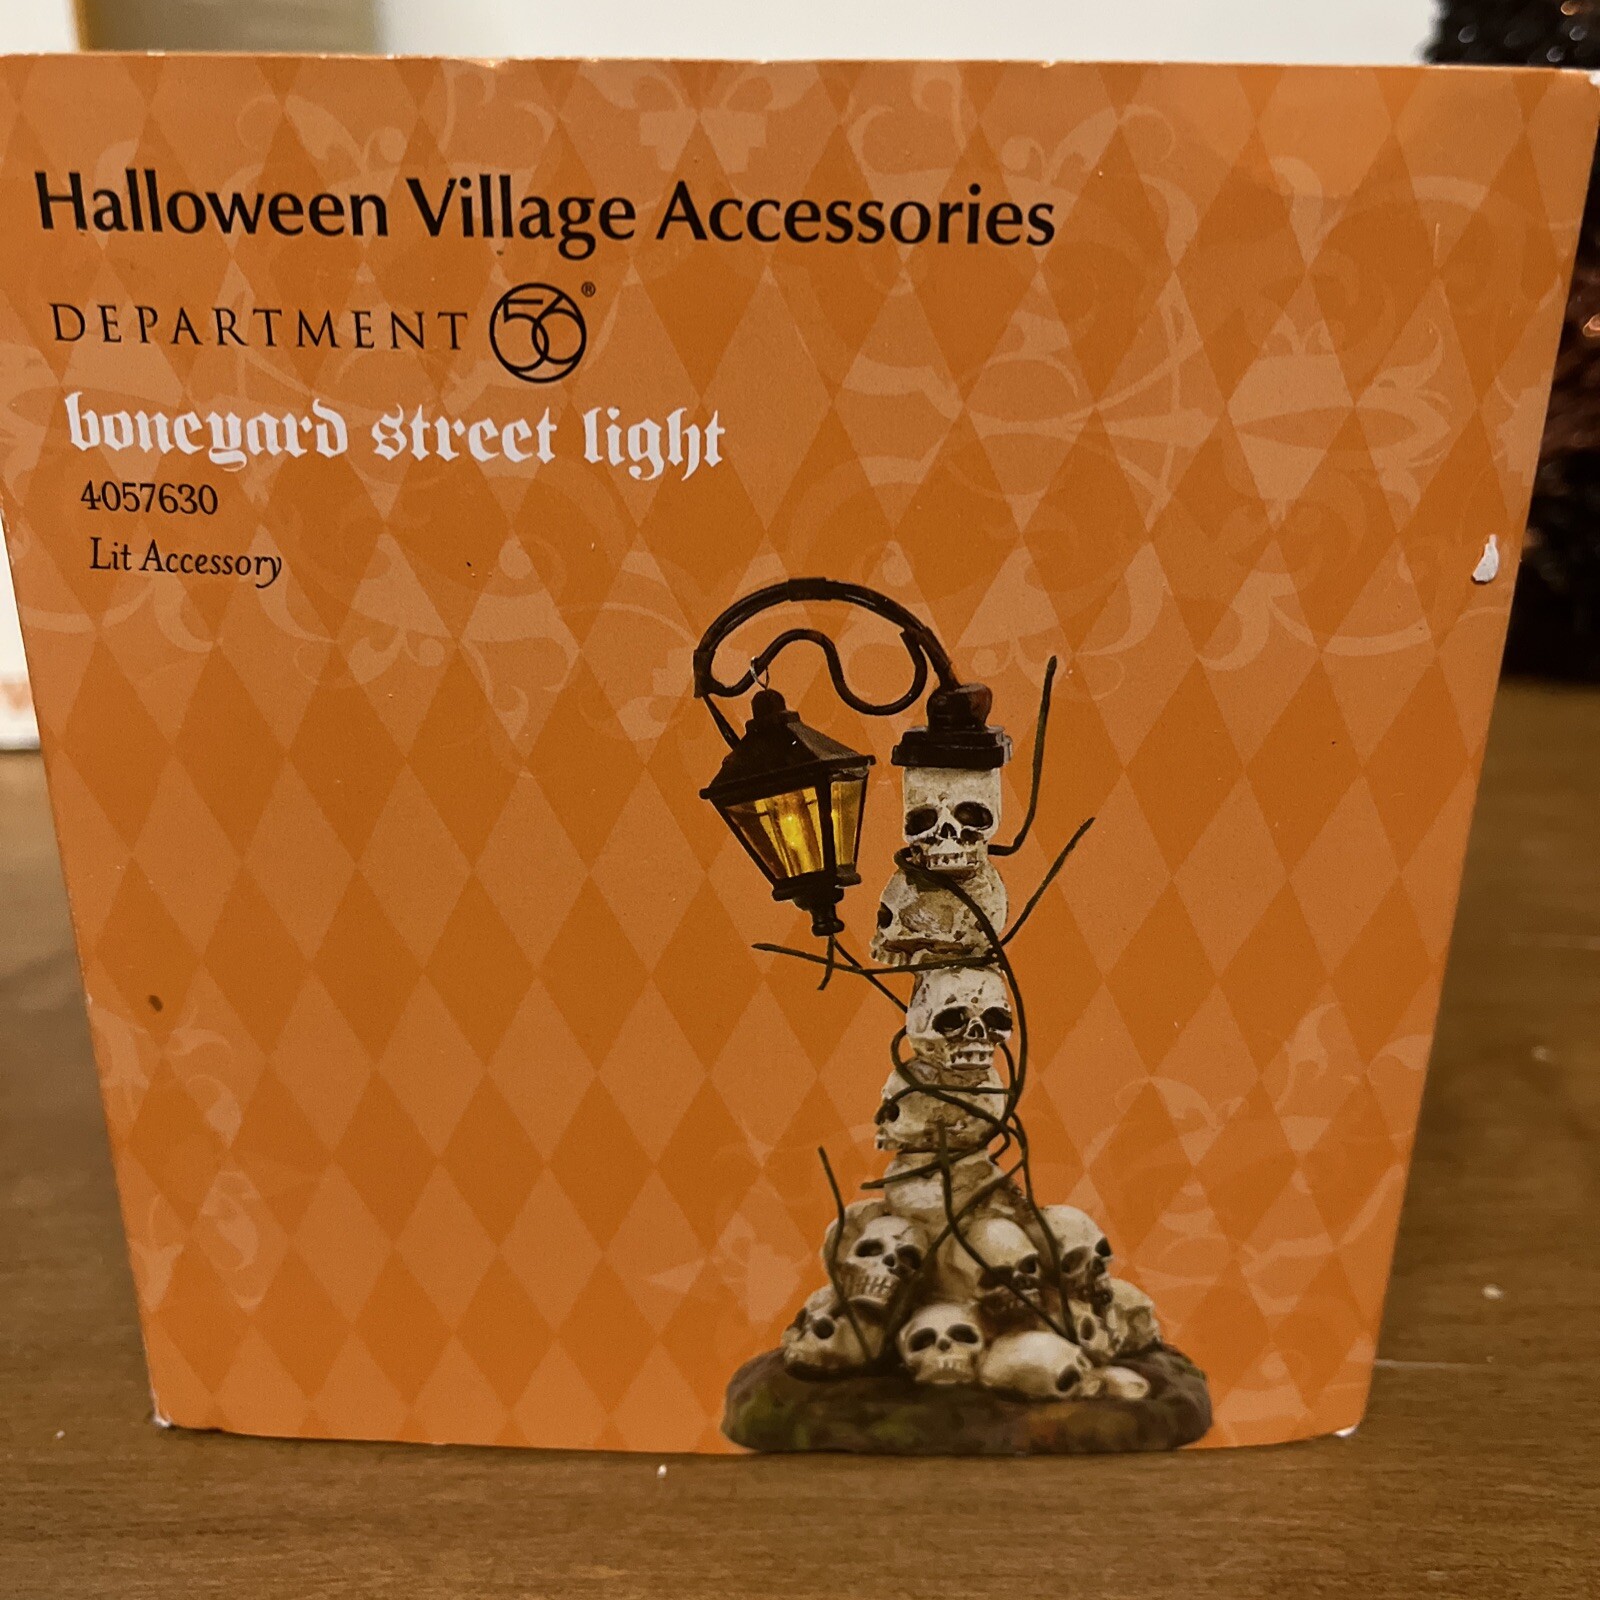 Halloween Village Accessories
DEPARTMENT 56®
boneyard street light
4057630
Lit Accessory